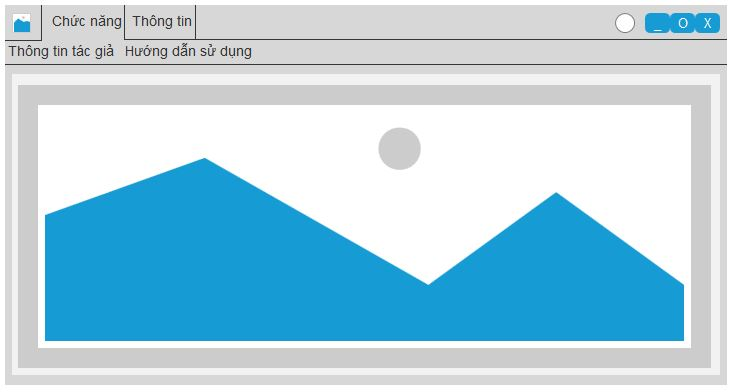 Chức năng Thông tin _ O X
Thông tin tác giả Hướng dẫn sử dụng